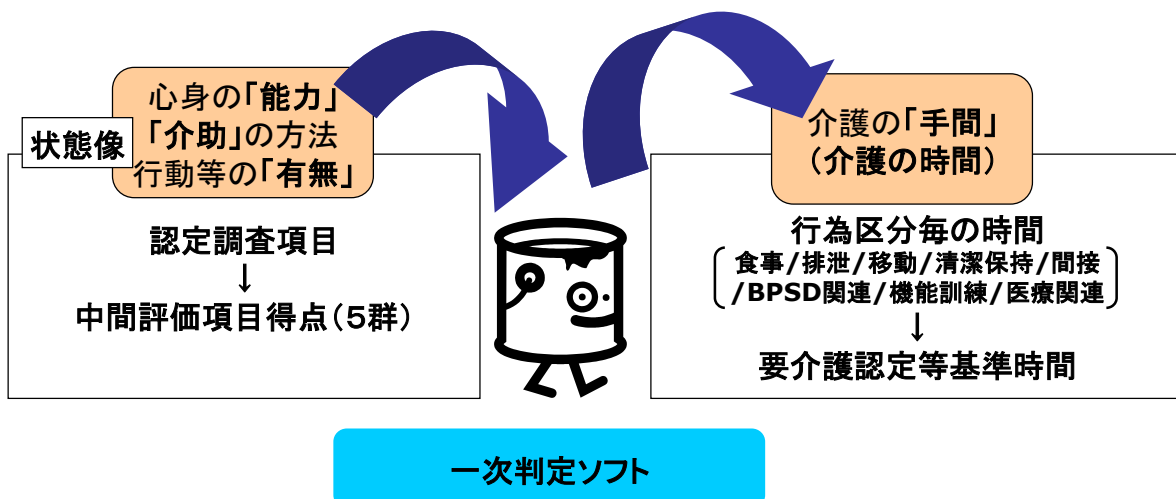 状態像
心身の「能力」
「介助」の方法
行動等の「有無」
認定調査項目
↓
中間評価項目得点(5群)
介護の「手間」
(介護の時間)
行為区分毎の時間
食事/排泄/移動/清潔保持/間接
/BPSD関連/機能訓練/医療関連
↓
要介護認定等基準時間
一次判定ソフト